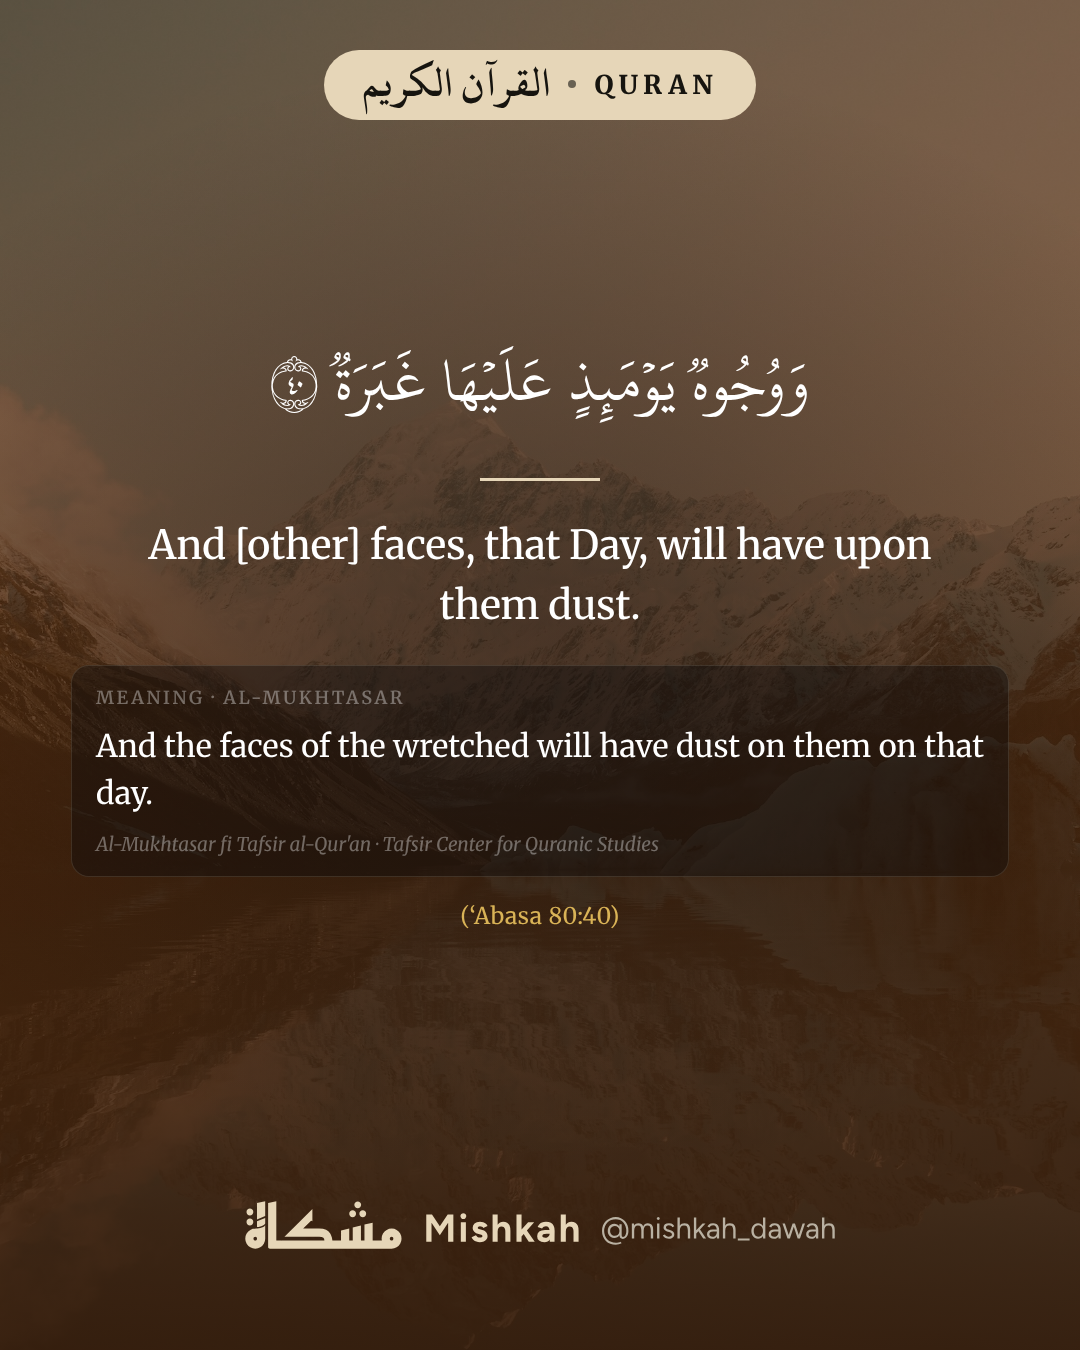 القرآن الكريم • QURAN
وَوُجُوهٌ يَوۡمَئِذٍ عَلَيۡهَا غَبَرَةٞ ٤٠
And [other] faces, that Day, will have upon
them dust.
MEANING · AL-MUKHTASAR
And the faces of the wretched will have dust on them on that
day.
Al-Mukhtasar fi Tafsir al-Qur'an · Tafsir Center for Quranic Studies
(‘Abasa 80:40)
مشكاة Mishkah @mishkah_dawah